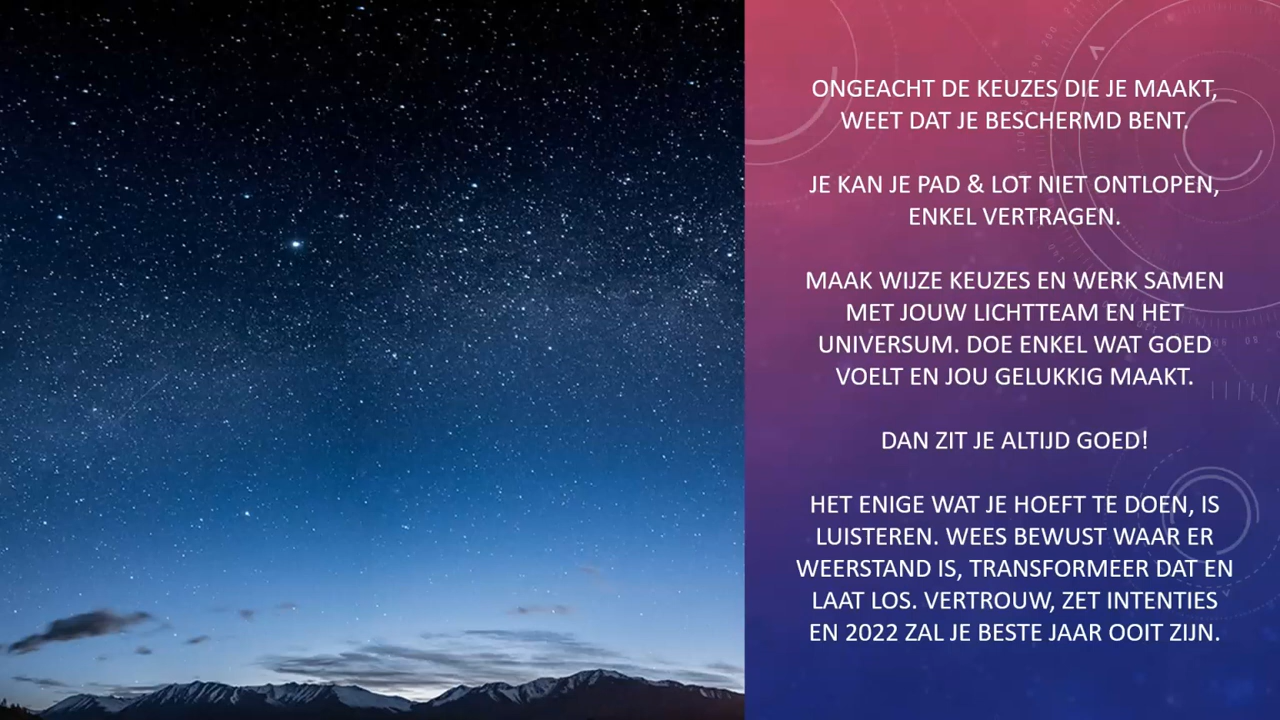 ONGEACHT DE KEUZES DIE JE MAAKT,
WEET DAT JE BESCHERMD BENT.
JE KAN JE PAD & LOT NIET ONTLOPEN,
ENKEL VERTRAGEN.
MAAK WIJZE KEUZES EN WERK SAMEN
MET JOUW LICHTTEAM EN HET
UNIVERSUM. DOE ENKEL WAT GOED
VOELT EN JOU GELUKKIG MAAKT.
DAN ZIT JE ALTIJD GOED!
HET ENIGE WAT JE HOEFT TE DOEN, IS
LUISTEREN. WEES BEWUST WAAR ER
WEERSTAND IS, TRANSFORMEER DAT EN
LAAT LOS. VERTROUW, ZET INTENTIES
EN 2022 ZAL JE BESTE JAAR OOIT ZIJN.